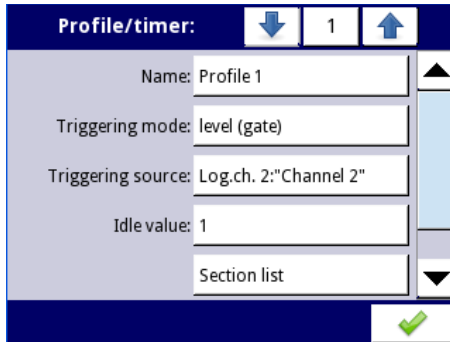 Profile/timer: 1
Name: Profile 1
Triggering mode: level (gate)
Triggering source: Log.ch. 2:"Channel 2"
Idle value: 1
Section list